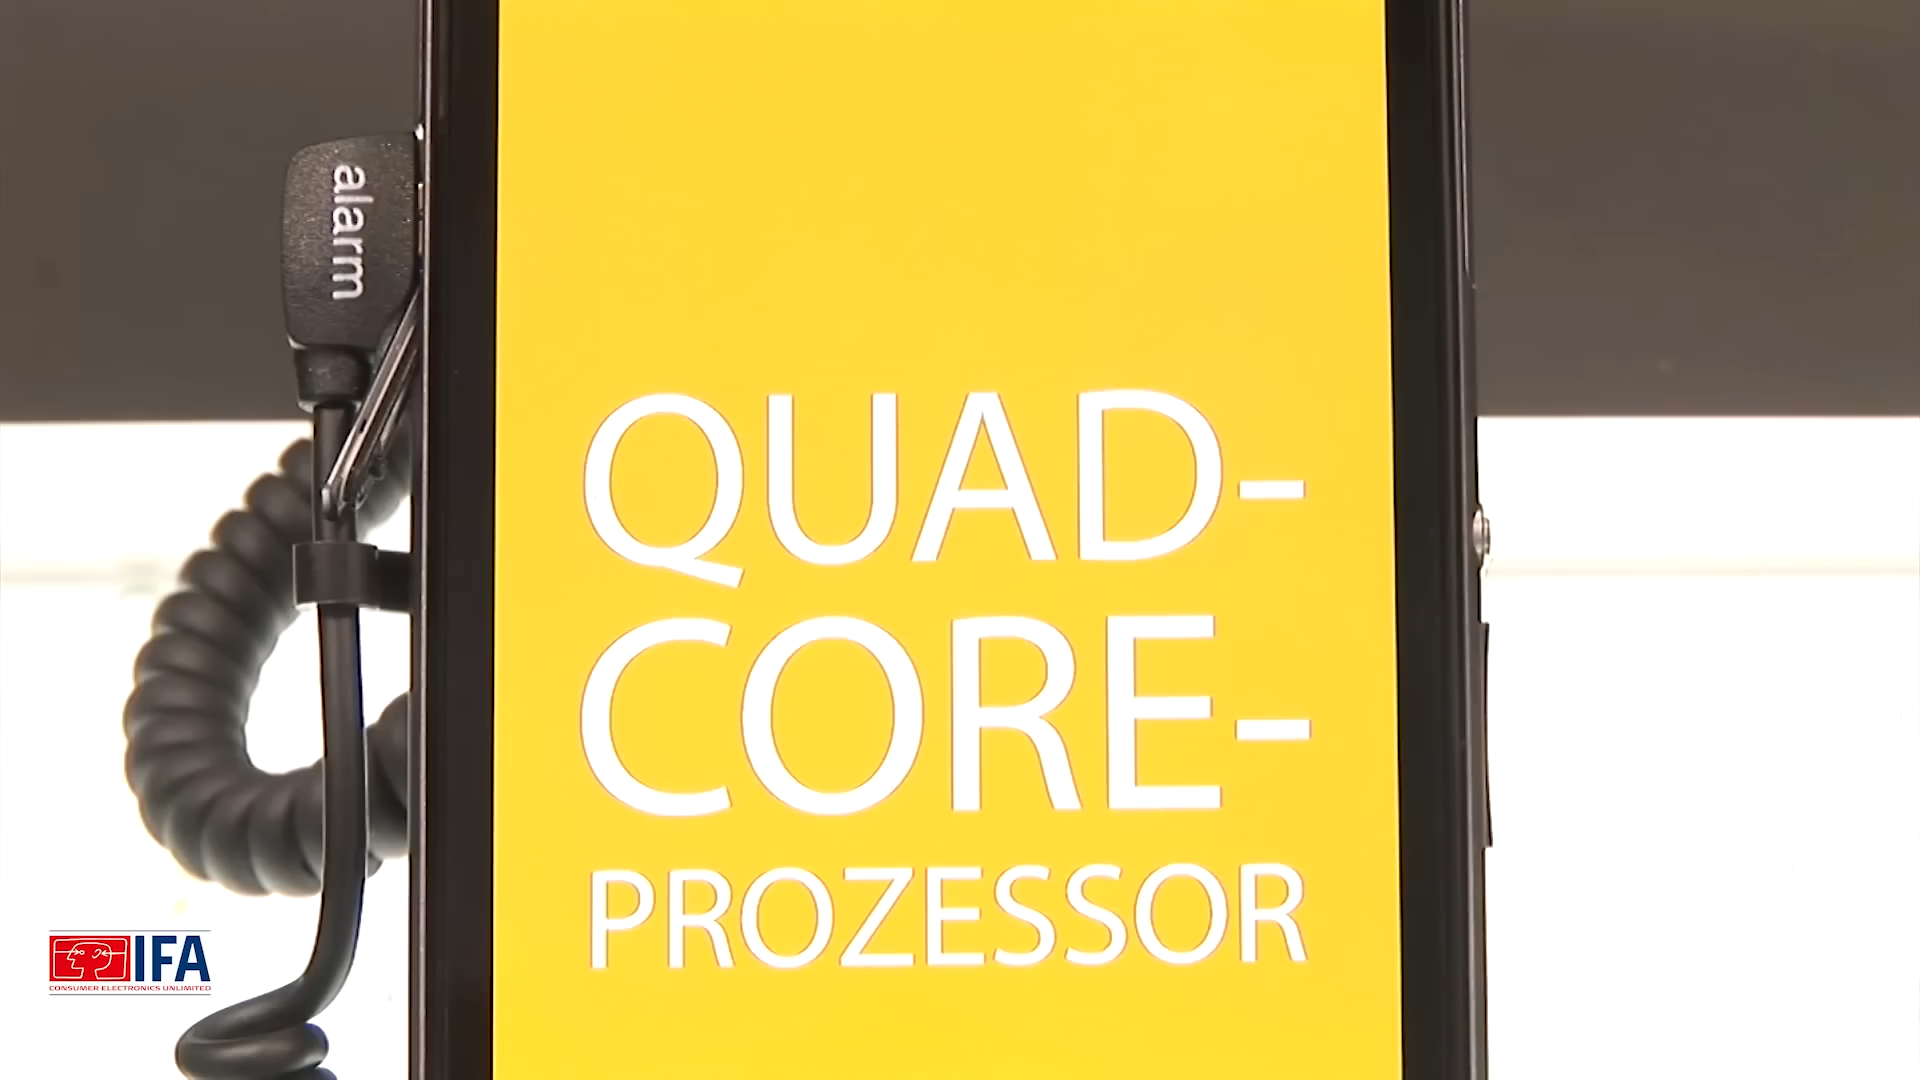 alarm
QUAD-
CORE-
PROZESSOR
IFA
CONSUMER ELECTRONICS UNLIMITED